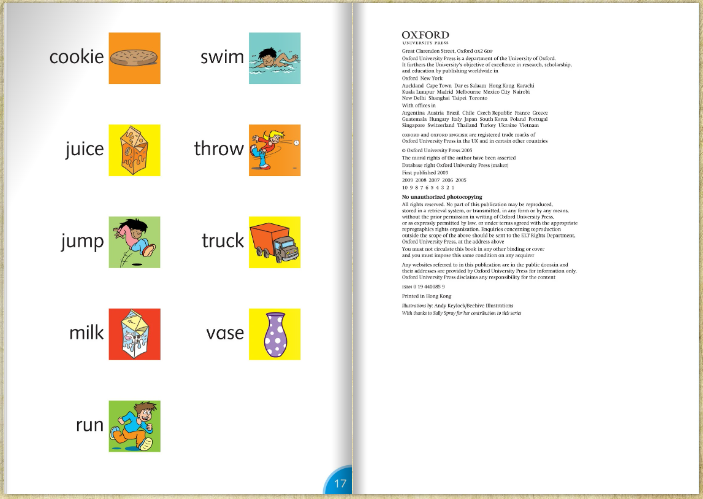 cookie
swim
juice
throw
jump
truck
milk
vase
run
17
OXFORD
UNIVERSITY PRESS
Great Clarendon Street, Oxford OX2 6DP
Oxford University Press is a department of the University of Oxford.
It furthers the University's objective of excellence in research, scholarship,
and education by publishing worldwide in
Oxford New York
Auckland Cape Town Dar es Salaam Hong Kong Karachi
Kuala Lumpur Madrid Melbourne Mexico City Nairobi
New Delhi Shanghai Taipei Toronto
With offices in
Argentina Austria Brazil Chile Czech Republic France Greece
Guatemala Hungary Italy Japan South Korea Poland Portugal
Singapore Switzerland Thailand Turkey Ukraine Vietnam
OXFORD and OXFORD ENGLISH are registered trade marks of
Oxford University Press in the UK and in certain other countries
© Oxford University Press 2005
The moral rights of the author have been asserted
Database right Oxford University Press (maker)
First published 2005
2009 2008 2007 2006 2005
10 9 8 7 6 5 4 3 2 1
No unauthorized photocopying
All rights reserved. No part of this publication may be reproduced,
stored in a retrieval system, or transmitted, in any form or by any means,
without the prior permission in writing of Oxford University Press,
or as expressly permitted by law, or under terms agreed with the appropriate
reprographics rights organization. Enquiries concerning reproduction
outside the scope of the above should be sent to the ELT Rights Department,
Oxford University Press, at the address above
You must not circulate this book in any other binding or cover
and you must impose this same condition on any acquirer
Any websites referred to in this publication are in the public domain and
their addresses are provided by Oxford University Press for information only.
Oxford University Press disclaims any responsibility for the content
ISBN 0 19
Printed in Hong Kong
Illustrations by: Andy Keylock/Beehive Illustrations
With thanks to Sally Spray for her contribution to this series